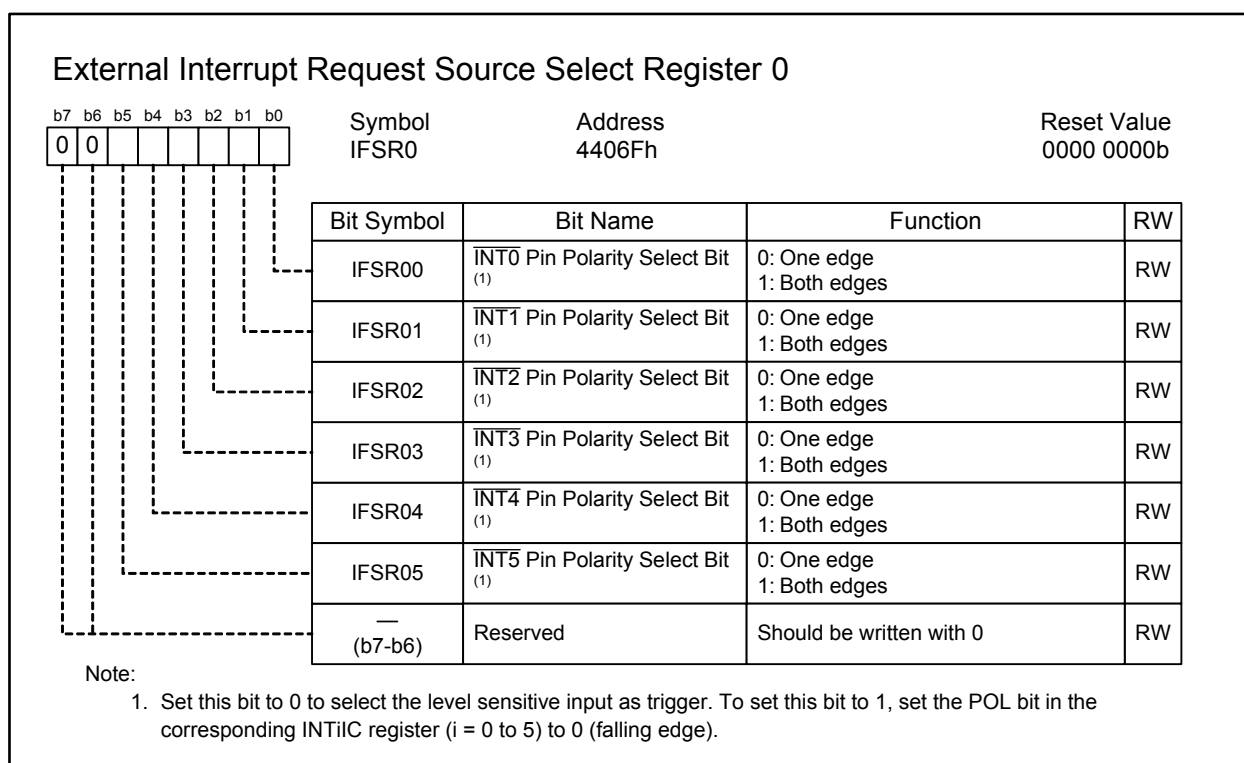 External Interrupt Request Source Select Register 0
b7 b6 b5 b4 b3 b2 b1 b0
0 0
Symbol Address Reset Value
IFSR0 4406Fh 0000 0000b
Bit Symbol Bit Name Function RW
IFSR00 INT0 Pin Polarity Select Bit (1) 0: One edge 1: Both edges RW
IFSR01 INT1 Pin Polarity Select Bit (1) 0: One edge 1: Both edges RW
IFSR02 INT2 Pin Polarity Select Bit (1) 0: One edge 1: Both edges RW
IFSR03 INT3 Pin Polarity Select Bit (1) 0: One edge 1: Both edges RW
IFSR04 INT4 Pin Polarity Select Bit (1) 0: One edge 1: Both edges RW
IFSR05 INT5 Pin Polarity Select Bit (1) 0: One edge 1: Both edges RW
— (b7-b6) Reserved Should be written with 0 RW
Note:
1. Set this bit to 0 to select the level sensitive input as trigger. To set this bit to 1, set the POL bit in the
corresponding INTiIC register (i = 0 to 5) to 0 (falling edge).